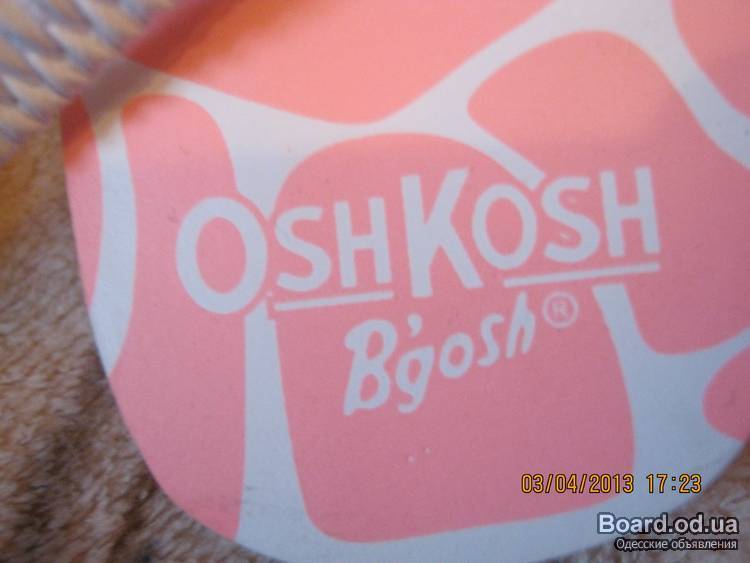 OSHKOSH
B'gosh®
03/04/2013 17:23
Board.od.ua
Одесские объявления